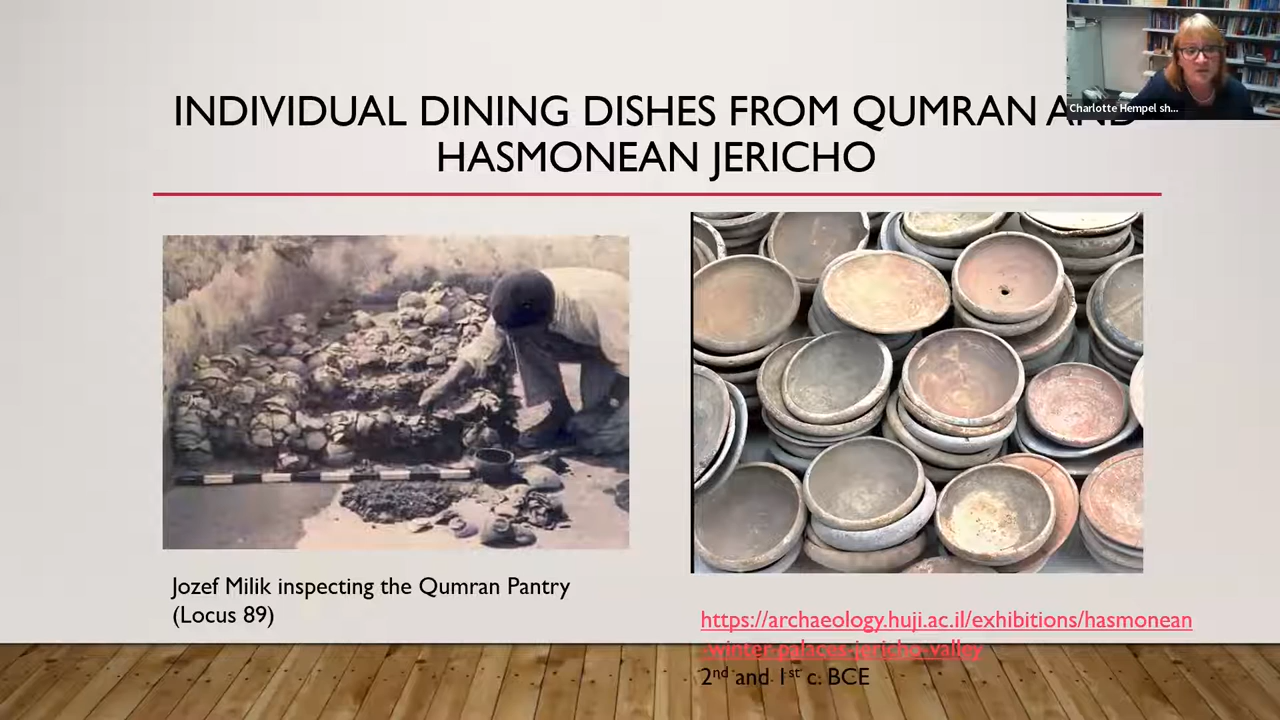 Charlotte Hempel sh...
INDIVIDUAL DINING DISHES FROM QUMRAN AND
HASMONEAN JERICHO
Jozef Milik inspecting the Qumran Pantry
(Locus 89)
https://archaeology.huji.ac.il/exhibitions/hasmonean
-winter-palaces-jericho-valley
2nd and 1st c. BCE